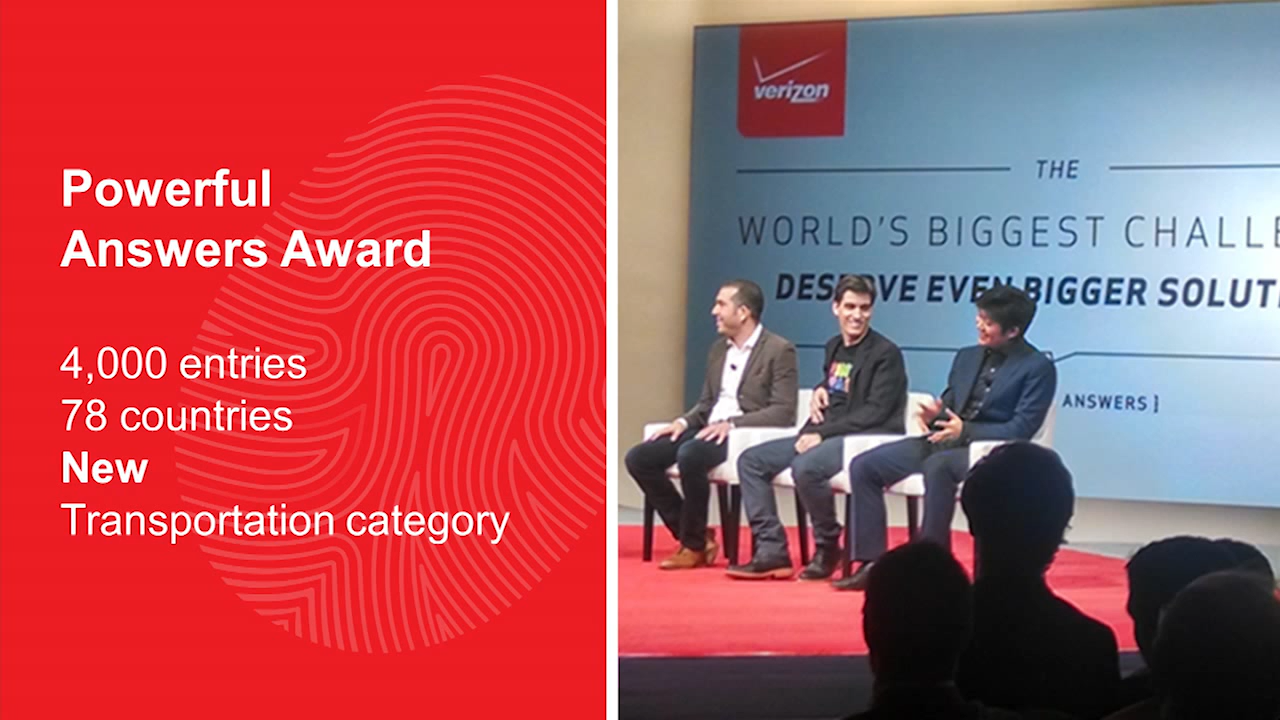 Powerful
Answers Award
4,000 entries
78 countries
New
Transportation category
verizon
THE
WORLD'S BIGGEST CHALLE
DESERVE EVEN BIGGER SOLUT
ANSWERS ]